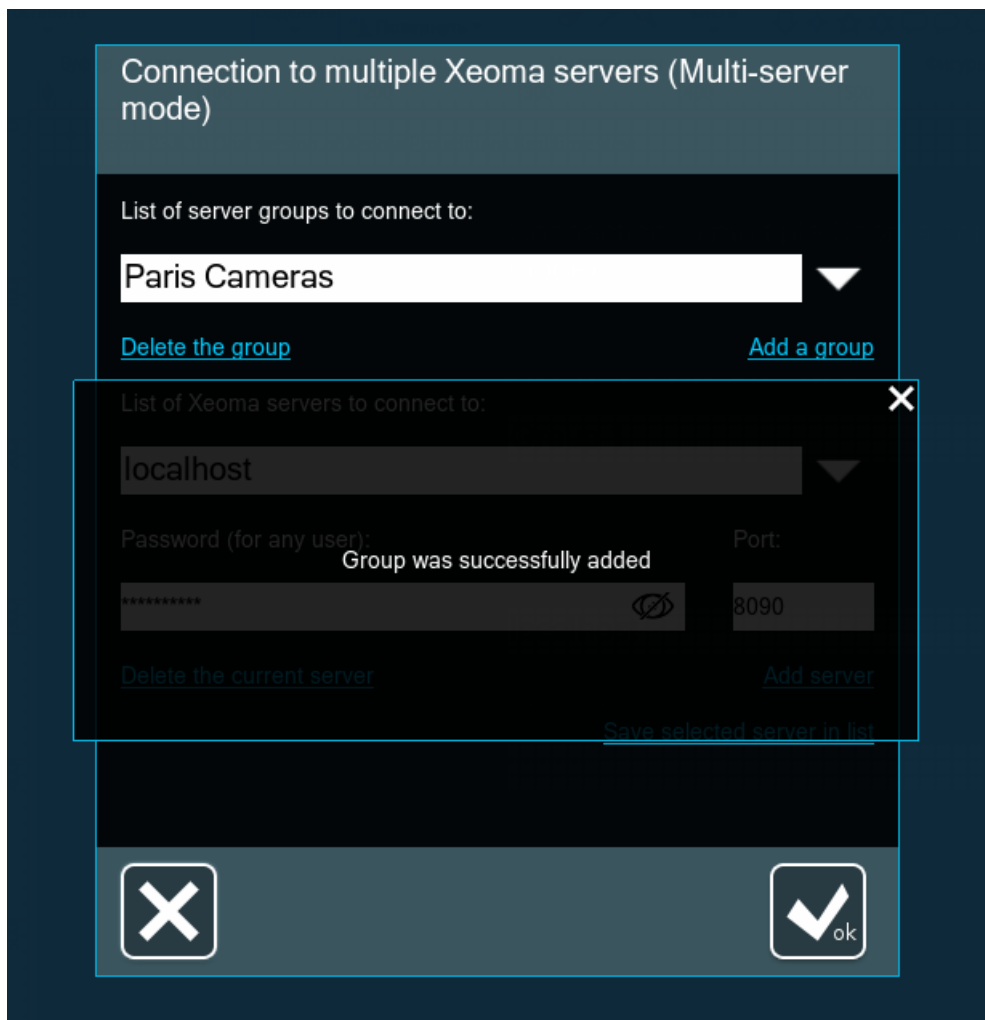 Connection to multiple Xeoma servers (Multi-server
mode)
List of server groups to connect to:
Paris Cameras
Delete the group
Add a group
List of Xeoma servers to connect to:
localhost
Password (for any user):
Port:
Group was successfully added
**********
8090
Delete the current server
Add server
Save selected server in list
ok